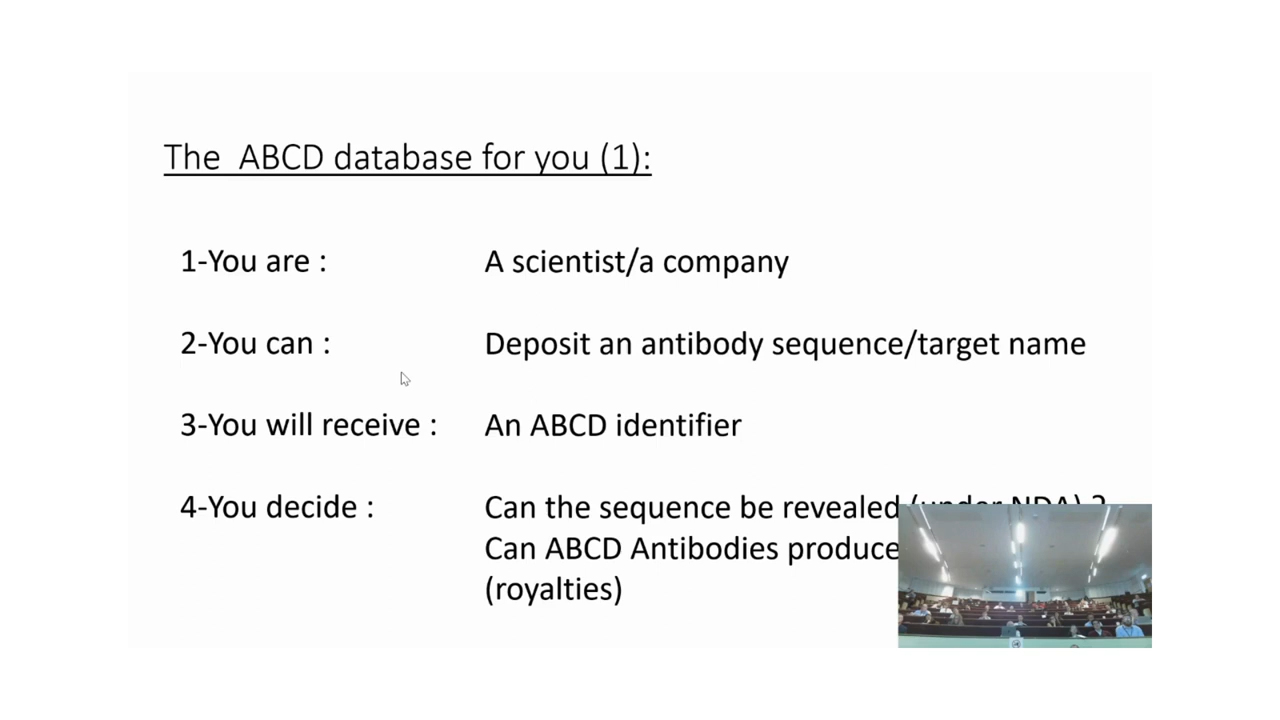 The ABCD database for you (1):
1-You are : A scientist/a company
2-You can : Deposit an antibody sequence/target name
3-You will receive : An ABCD identifier
4-You decide : Can the sequence be revealed (under NDA) ?
Can ABCD Antibodies produce
(royalties)